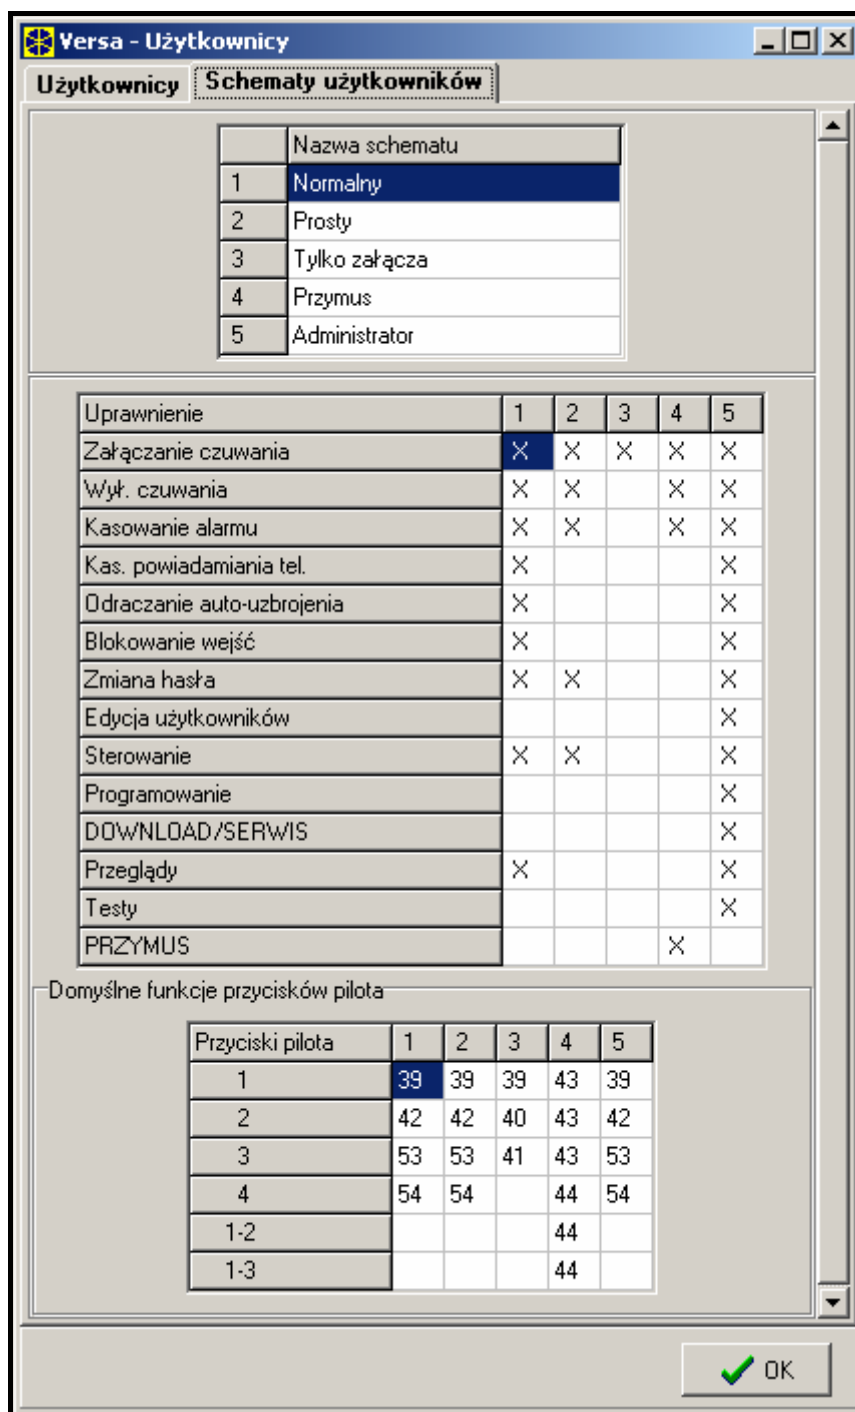 Versa - Użytkownicy
Użytkownicy Schematy użytkowników
Nazwa schematu
1 Normalny
2 Prosty
3 Tylko załącza
4 Przymus
5 Administrator
Uprawnienie 1 2 3 4 5
Załączanie czuwania X X X X X
Wył. czuwania X X X X
Kasowanie alarmu X X X X
Kas. powiadamiania tel. X X
Odraczanie auto-uzbrojenia X X
Blokowanie wejść X X
Zmiana hasła X X X
Edycja użytkowników X
Sterowanie X X X
Programowanie X
DOWNLOAD/SERWIS X
Przeglądy X X
Testy X
PRZYMUS X
Domyślne funkcje przycisków pilota
Przyciski pilota 1 2 3 4 5
1 39 39 39 43 39
2 42 42 40 43 42
3 53 53 41 43 53
4 54 54 44 54
1-2 44
1-3 44
OK